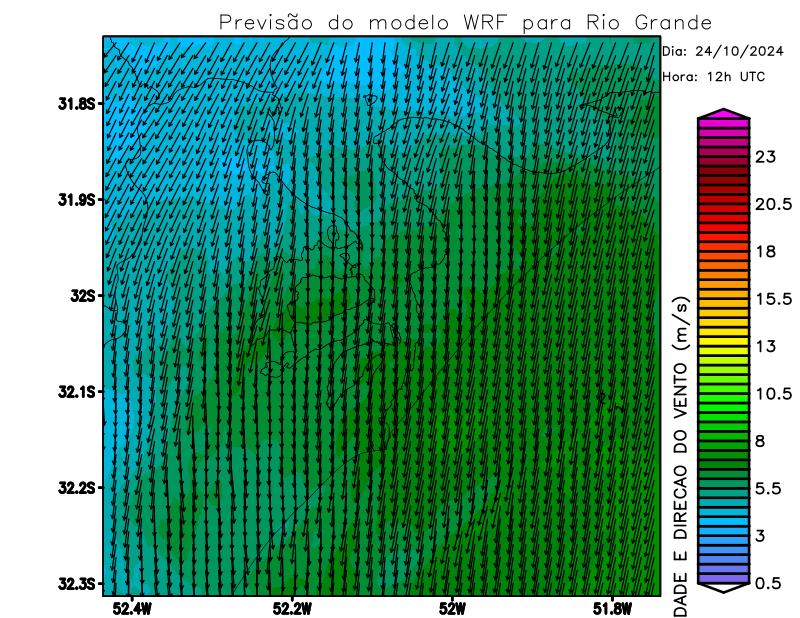 Previsão do modelo WRF para Rio Grande
Dia: 24/10/2024
Hora: 12h UTC
31.8S
31.9S
32S
32.1S
32.2S
32.3S
52.4W
52.2W
52W
51.8W
23
20.5
18
15.5
13
10.5
8
5.5
3
0.5
DADE E DIRECAO DO VENTO (m/s)